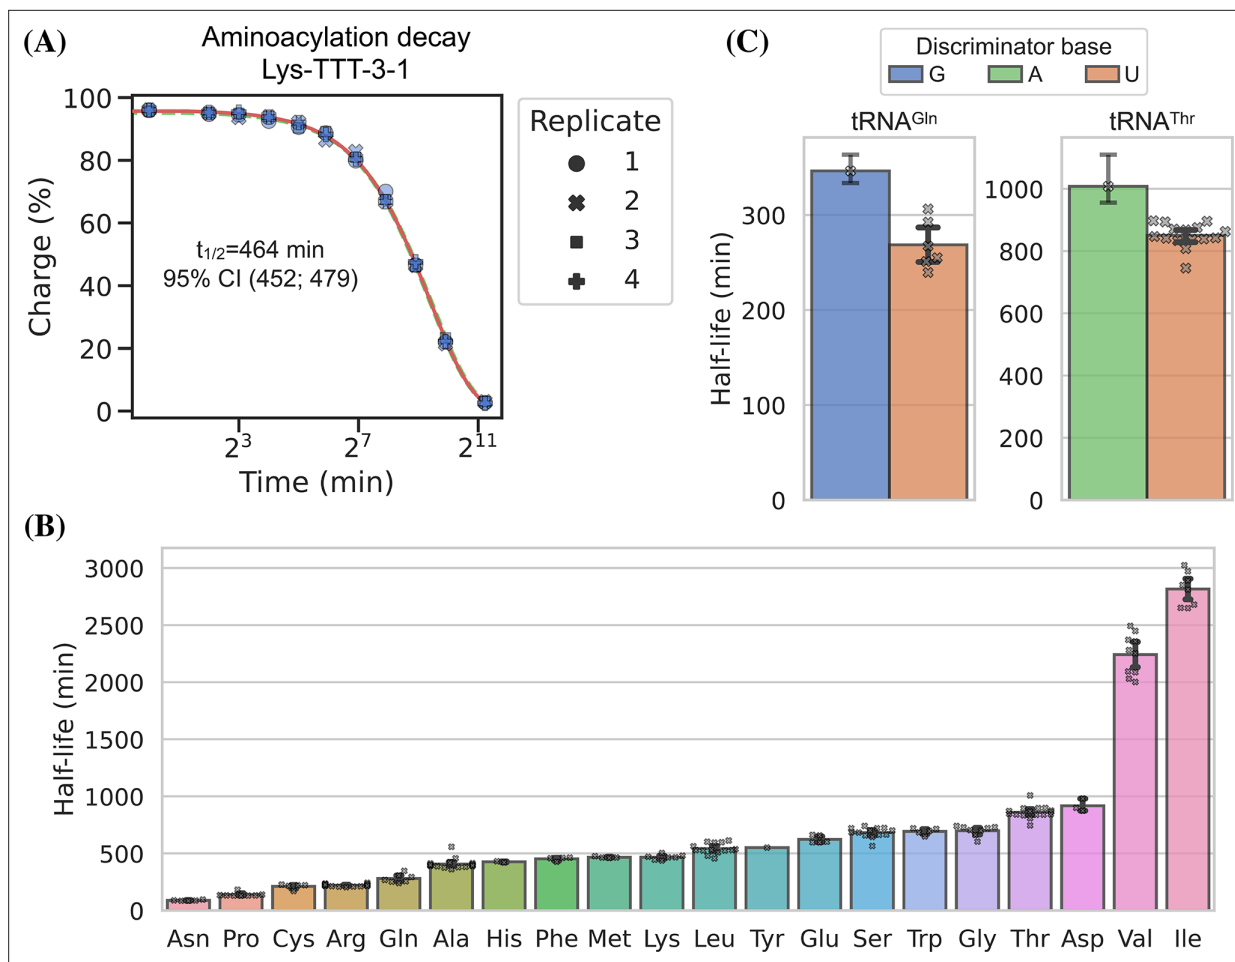 (A)
Aminoacylation decay
Lys-TTT-3-1
Charge (%)
100
80
60
40
20
0
t1/2=464 min
95% CI (452; 479)
2^3 2^7 2^11
Time (min)
Replicate
1
2
3
4
(C)
Discriminator base
G A U
tRNA^Gln
Half-life (min)
300
200
100
0
tRNA^Thr
1000
800
600
400
200
0
(B)
Half-life (min)
3000
2500
2000
1500
1000
500
0
Asn Pro Cys Arg Gln Ala His Phe Met Lys Leu Tyr Glu Ser Trp Gly Thr Asp Val Ile